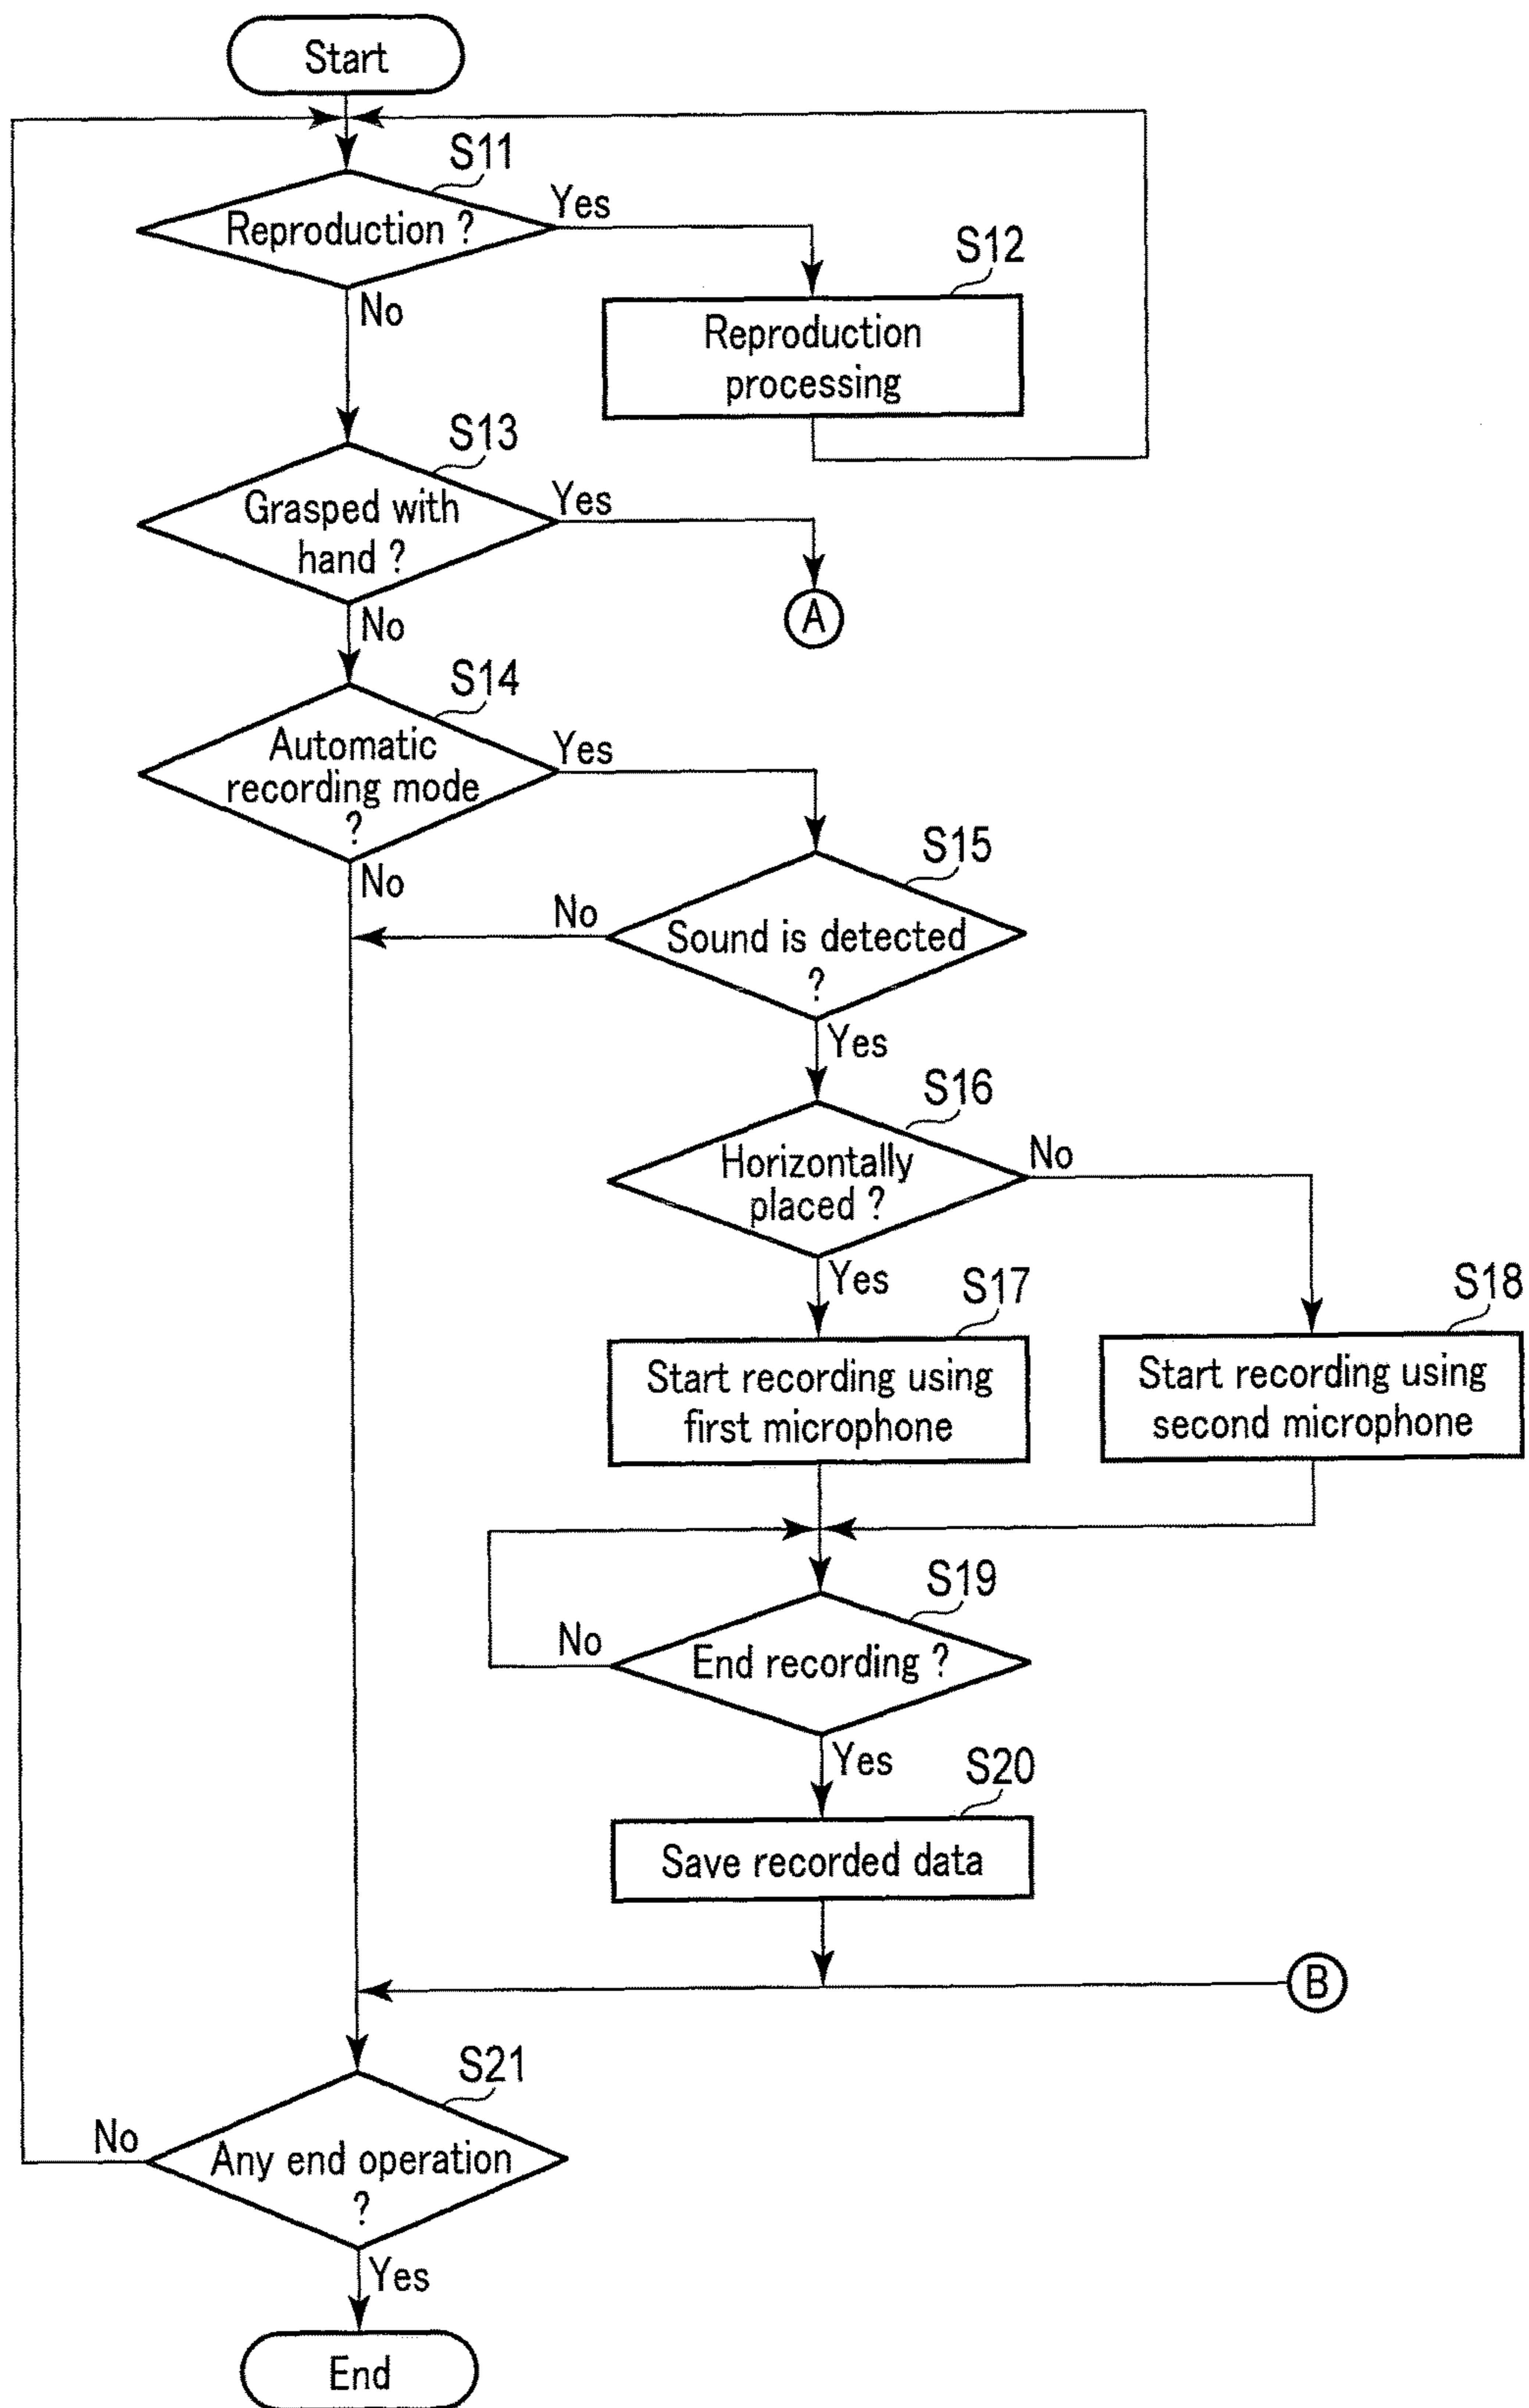 Start
S11
Reproduction ?
Yes
No
S12
Reproduction
processing
S13
Grasped with
hand ?
Yes
No
A
S14
Automatic
recording mode
?
Yes
No
S15
Sound is detected
?
No
Yes
S16
Horizontally
placed ?
No
Yes
S17
Start recording using
first microphone
S18
Start recording using
second microphone
S19
End recording ?
No
Yes
S20
Save recorded data
B
S21
Any end operation
?
No
Yes
End